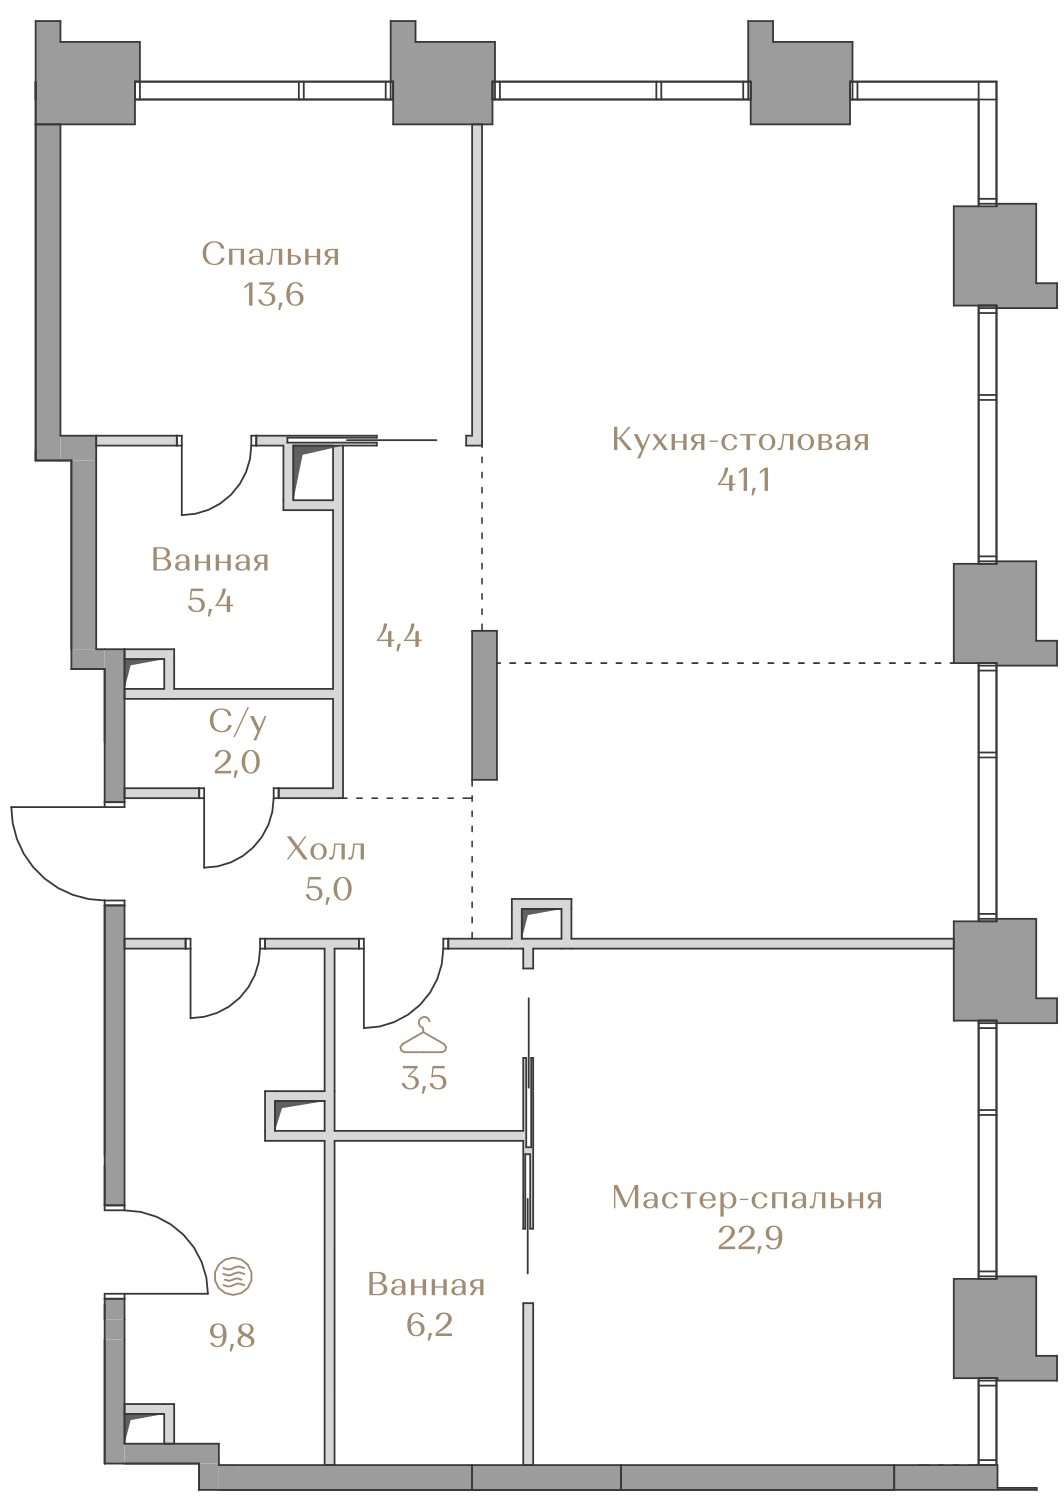 Спальня
13,6
Кухня-столовая
41,1
Ванная
5,4
4,4
С/у
2,0
Холл
5,0
3,5
Мастер-спальня
22,9
Ванная
6,2
9,8